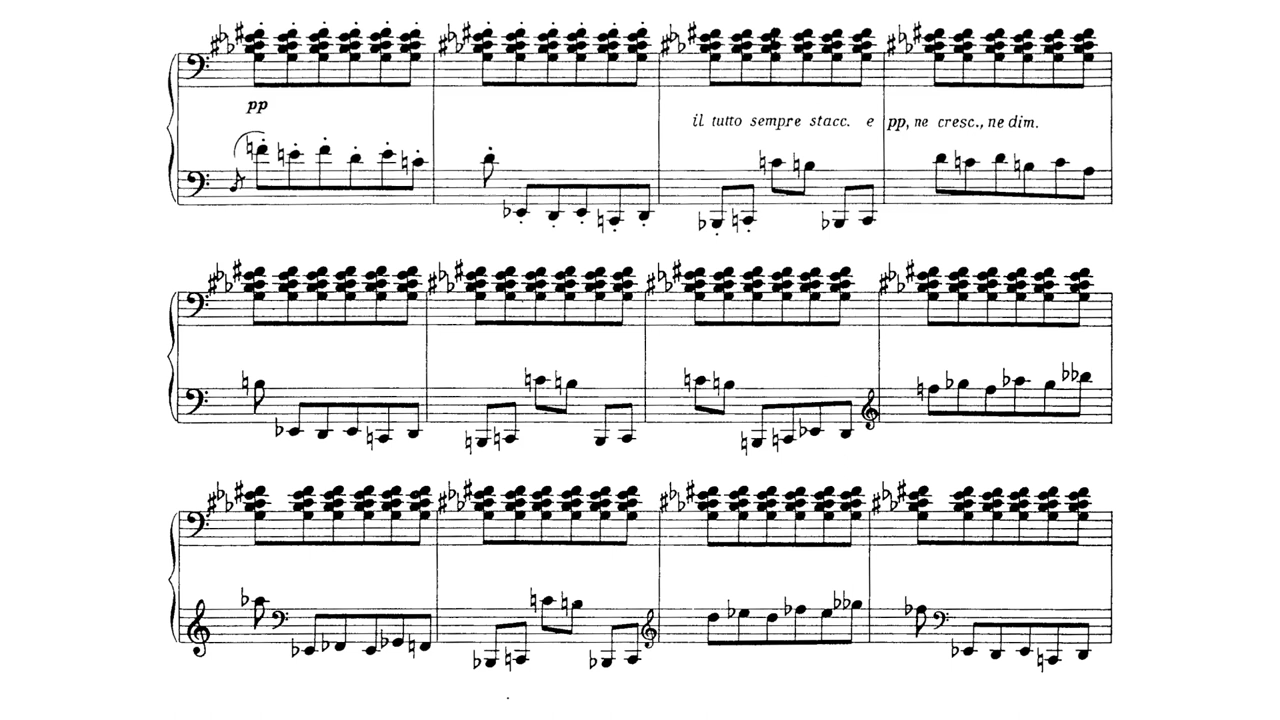 pp
il tutto sempre stacc. e pp, ne cresc., ne dim.